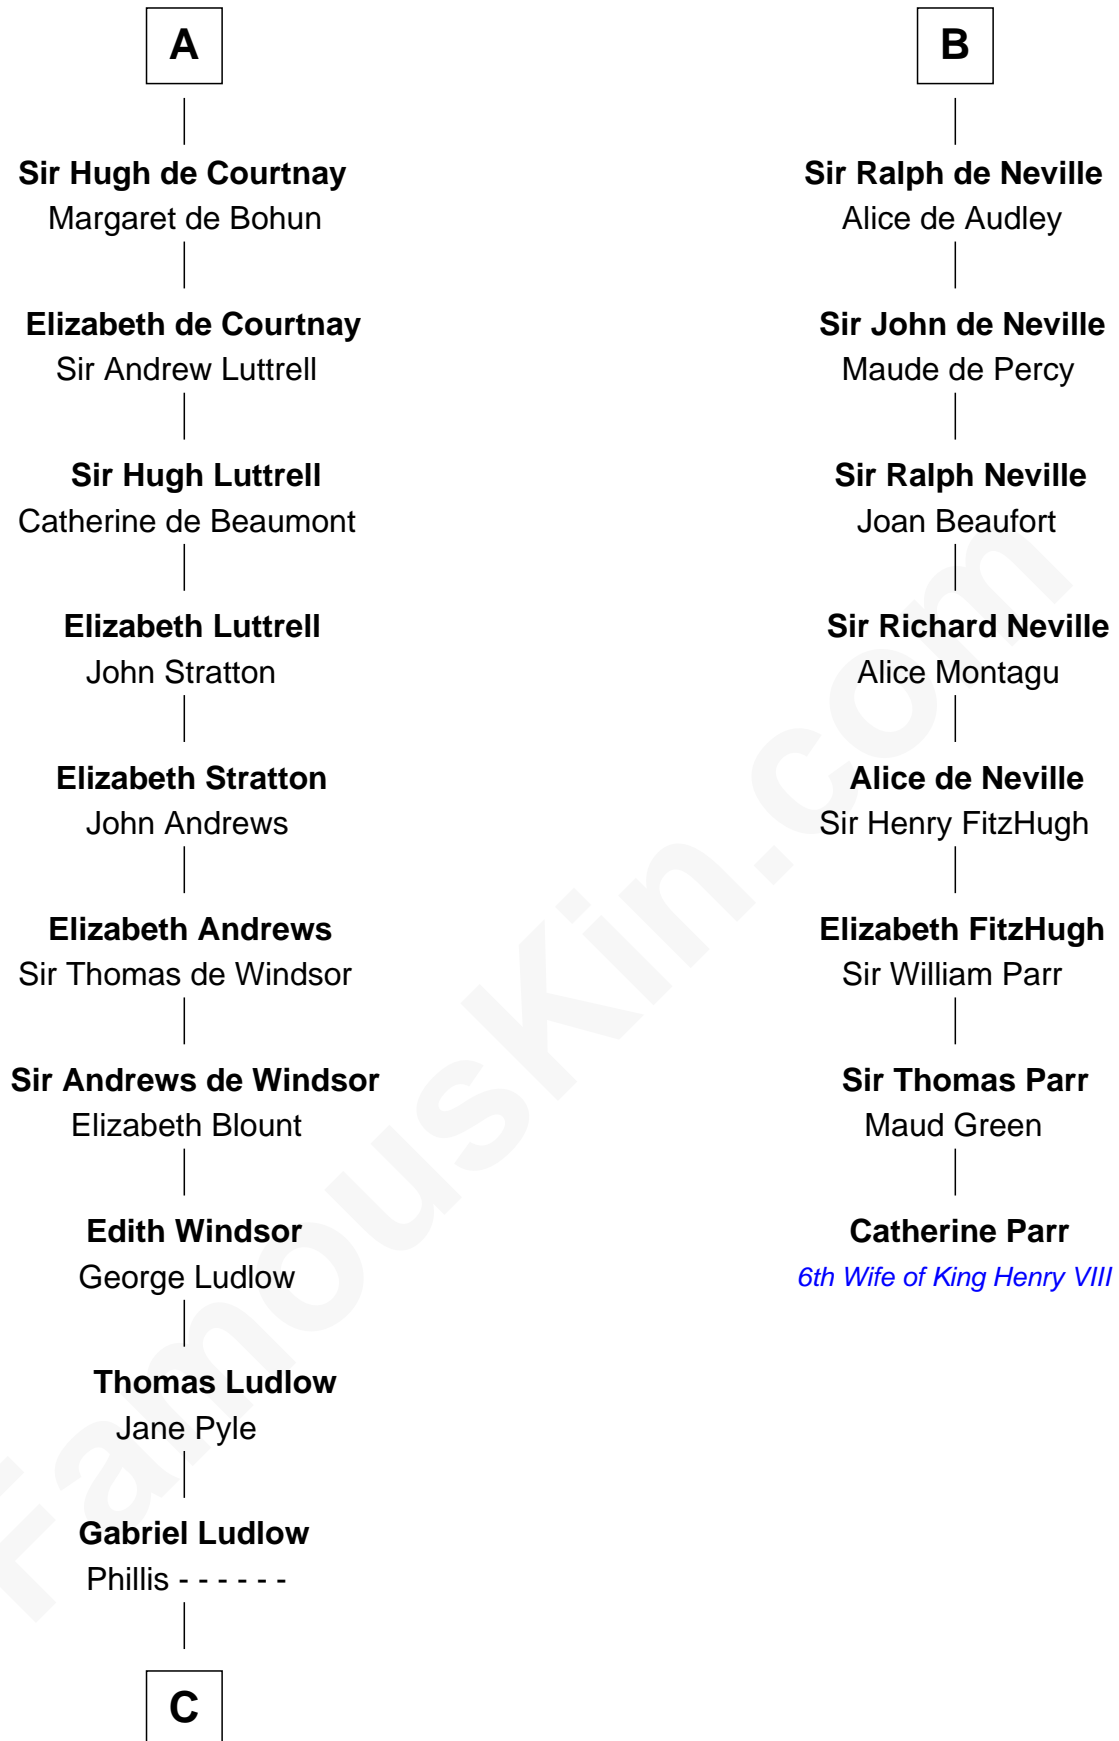 A
Sir Hugh de Courtnay
Margaret de Bohun
Elizabeth de Courtnay
Sir Andrew Luttrell
Sir Hugh Luttrell
Catherine de Beaumont
Elizabeth Luttrell
John Stratton
Elizabeth Stratton
John Andrews
Elizabeth Andrews
Sir Thomas de Windsor
Sir Andrews de Windsor
Elizabeth Blount
Edith Windsor
George Ludlow
Thomas Ludlow
Jane Pyle
Gabriel Ludlow
Phillis - - - - - -
C
B
Sir Ralph de Neville
Alice de Audley
Sir John de Neville
Maude de Percy
Sir Ralph Neville
Joan Beaufort
Sir Richard Neville
Alice Montagu
Alice de Neville
Sir Henry FitzHugh
Elizabeth FitzHugh
Sir William Parr
Sir Thomas Parr
Maud Green
Catherine Parr
6th Wife of King Henry VIII
FamousKin.com